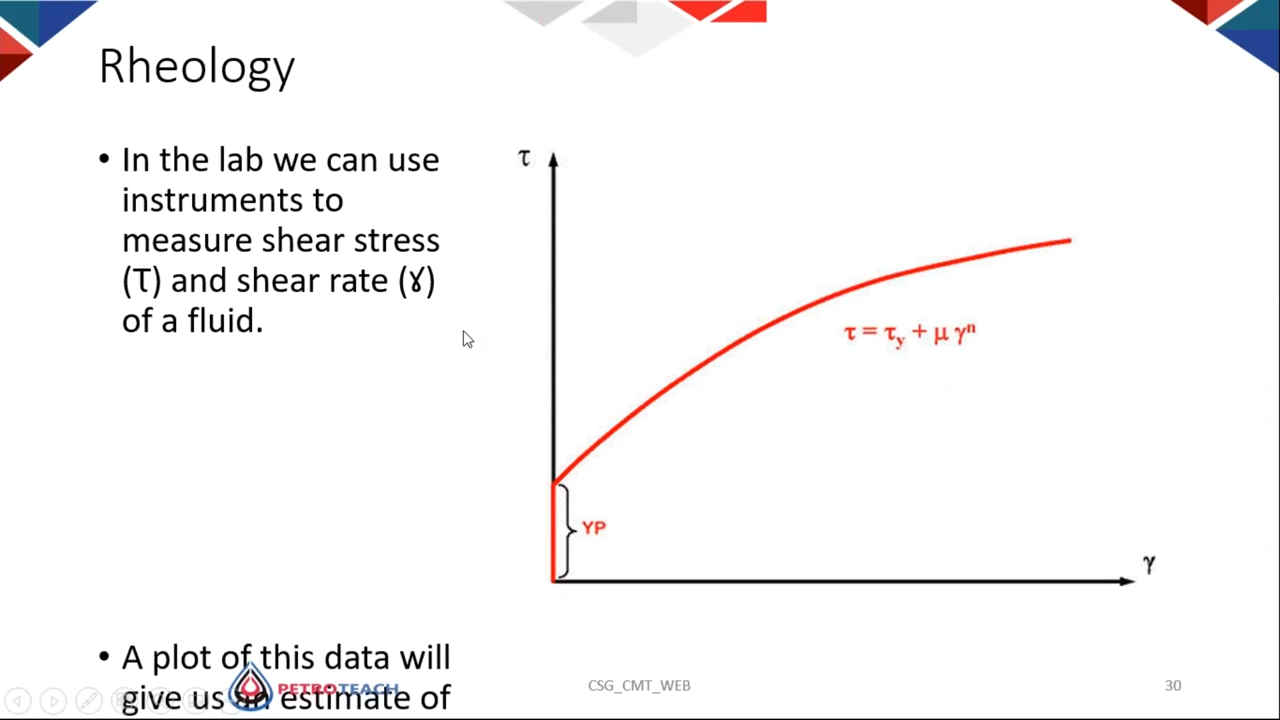 Rheology
• In the lab we can use
instruments to
measure shear stress
(Τ) and shear rate (ɤ)
of a fluid.
• A plot of this data will
give us an estimate of
τ
τ = τy + μ γⁿ
YP
γ
PETROTEACH
CSG_CMT_WEB
30